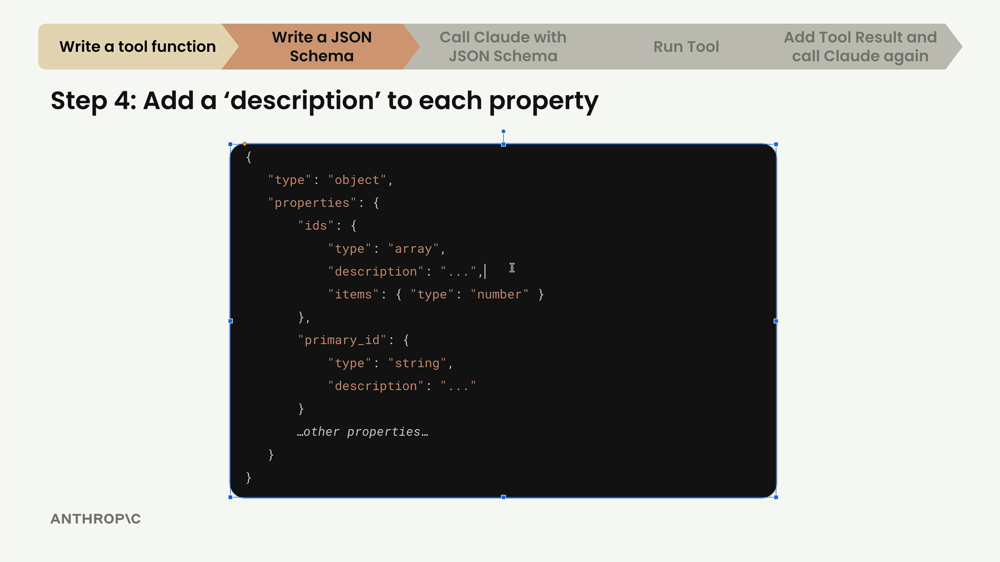 Write a tool function
Write a JSON
Schema
Call Claude with
JSON Schema
Run Tool
Add Tool Result and
call Claude again
Step 4: Add a ‘description’ to each property
{
"type": "object",
"properties": {
"ids": {
"type": "array",
"description": "...",
"items": { "type": "number" }
},
"primary_id": {
"type": "string",
"description": "..."
}
…other properties…
}
}
ANTHROP\C